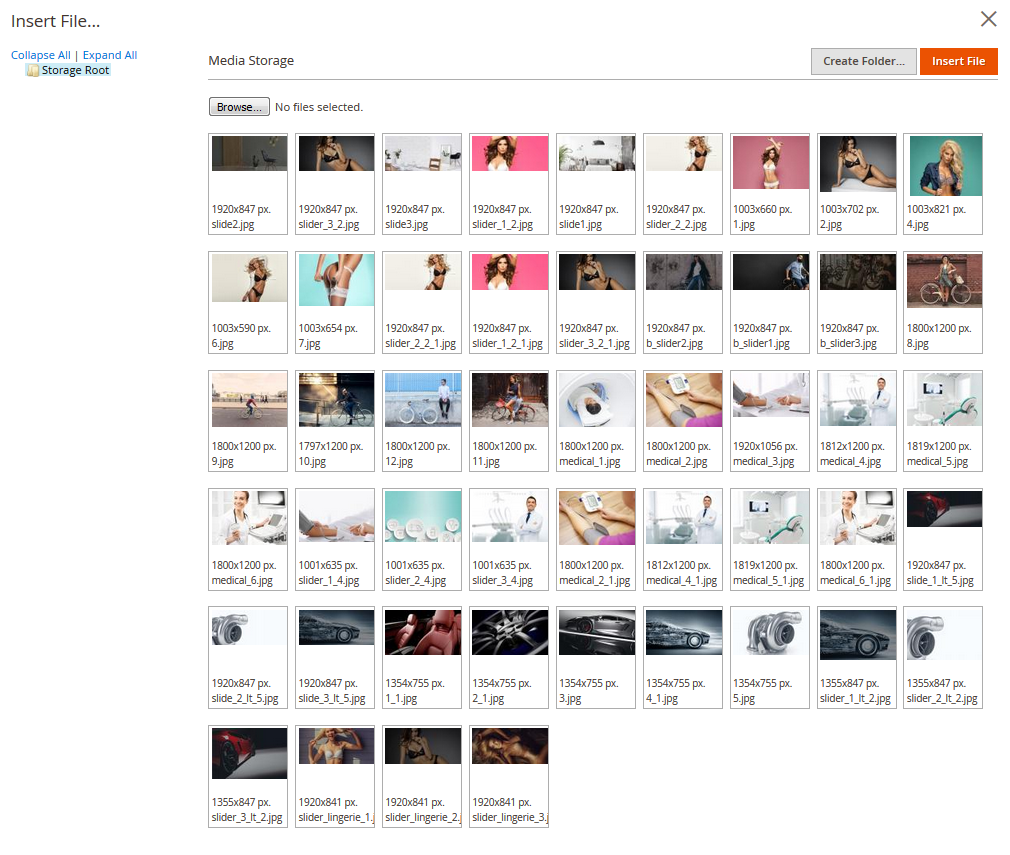 Insert File...
Collapse All | Expand All
Storage Root
Media Storage
Create Folder...
Insert File
Browse... No files selected.
1920x847 px.
slide2.jpg
1920x847 px.
slider_3_2.jpg
1920x847 px.
slide3.jpg
1920x847 px.
slider_1_2.jpg
1920x847 px.
slide1.jpg
1920x847 px.
slider_2_2.jpg
1003x660 px.
1.jpg
1003x702 px.
2.jpg
1003x821 px.
4.jpg
1003x590 px.
6.jpg
1003x654 px.
7.jpg
1920x847 px.
slider_2_2_1.jpg
1920x847 px.
slider_1_2_1.jpg
1920x847 px.
slider_3_2_1.jpg
1920x847 px.
b_slider2.jpg
1920x847 px.
b_slider1.jpg
1920x847 px.
b_slider3.jpg
1800x1200 px.
8.jpg
1800x1200 px.
9.jpg
1797x1200 px.
10.jpg
1800x1200 px.
12.jpg
1800x1200 px.
11.jpg
1800x1200 px.
medical_1.jpg
1800x1200 px.
medical_2.jpg
1920x1056 px.
medical_3.jpg
1812x1200 px.
medical_4.jpg
1819x1200 px.
medical_5.jpg
1800x1200 px.
medical_6.jpg
1001x635 px.
slider_1_4.jpg
1001x635 px.
slider_2_4.jpg
1001x635 px.
slider_3_4.jpg
1800x1200 px.
medical_2_1.jpg
1812x1200 px.
medical_4_1.jpg
1819x1200 px.
medical_5_1.jpg
1800x1200 px.
medical_6_1.jpg
1920x847 px.
slide_1_lt_5.jpg
1920x847 px.
slide_2_lt_5.jpg
1920x847 px.
slide_3_lt_5.jpg
1354x755 px.
1_1.jpg
1354x755 px.
2_1.jpg
1354x755 px.
3.jpg
1354x755 px.
4_1.jpg
1354x755 px.
5.jpg
1355x847 px.
slider_1_lt_2.jpg
1355x847 px.
slider_2_lt_2.jpg
1355x847 px.
slider_3_lt_2.jpg
1920x841 px.
slider_lingerie_1.j
1920x841 px.
slider_lingerie_2.j
1920x841 px.
slider_lingerie_3.j